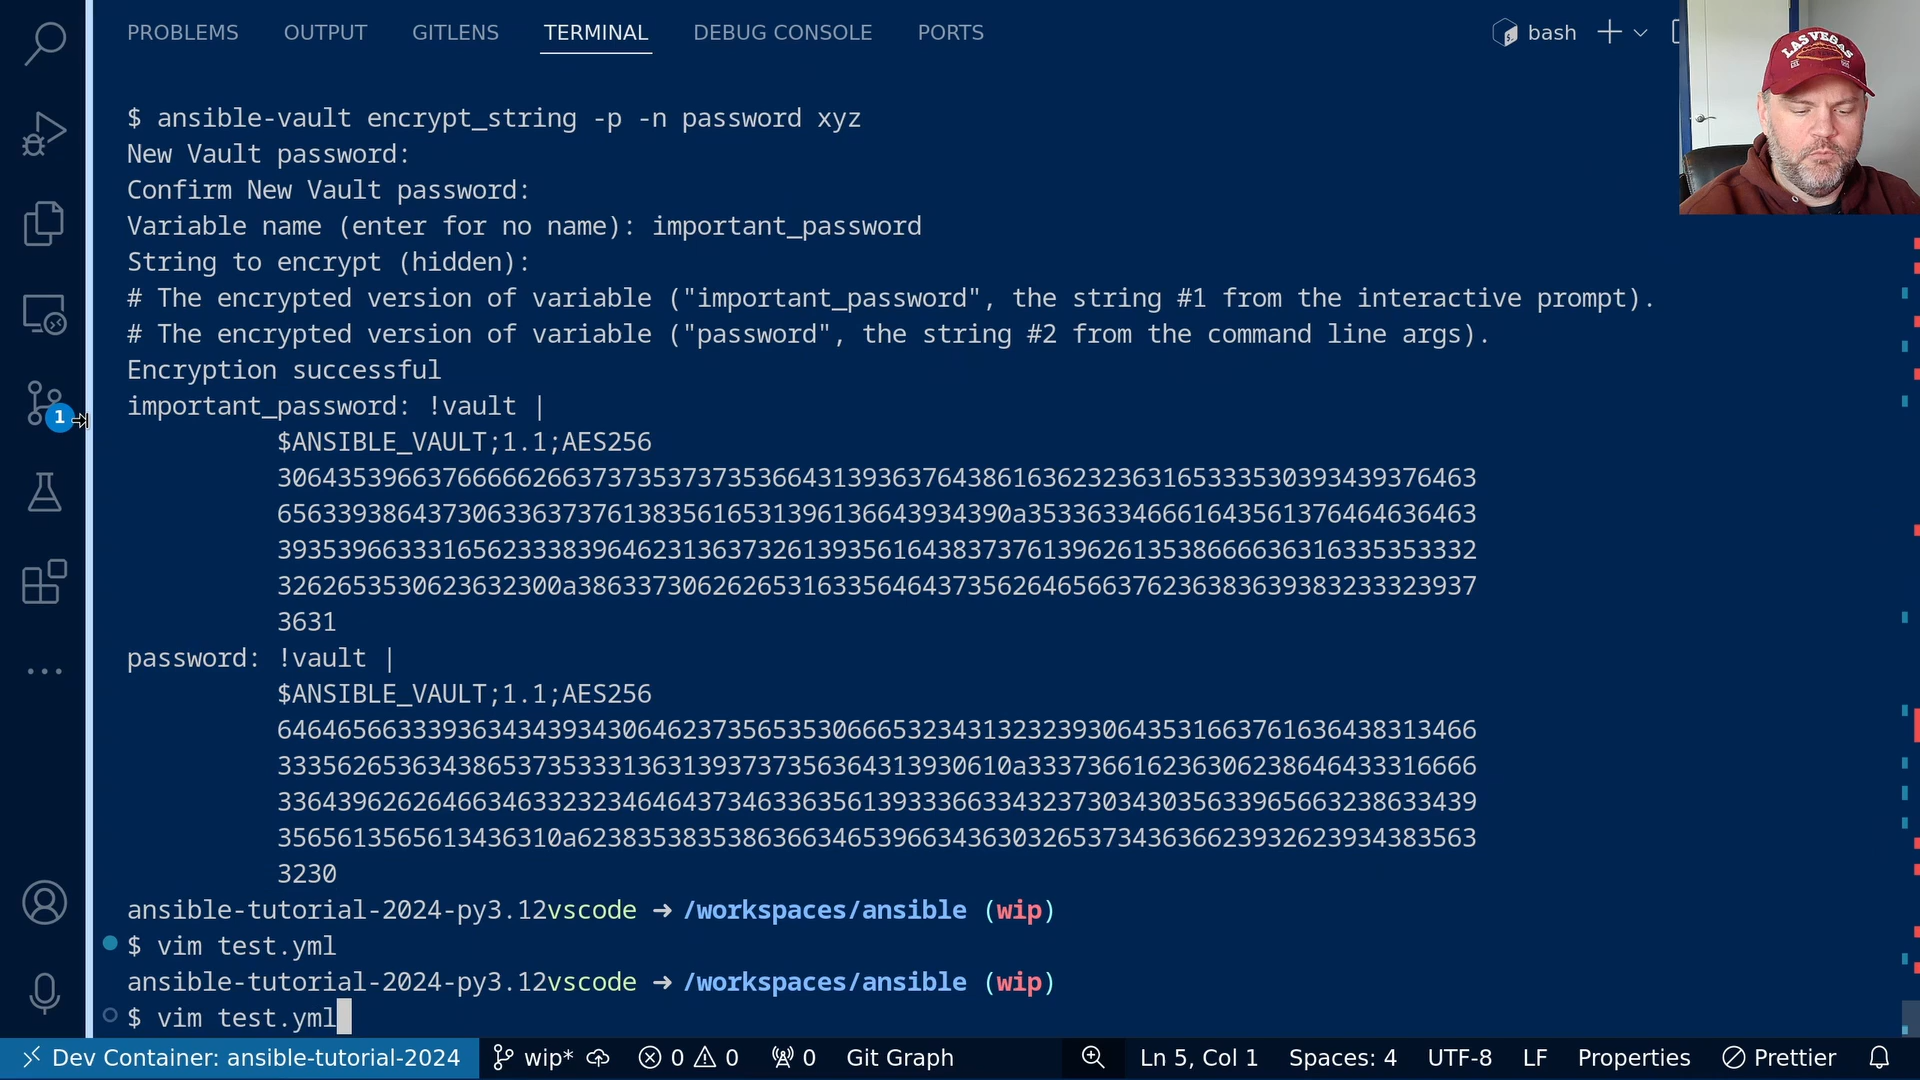 PROBLEMS OUTPUT GITLENS TERMINAL DEBUG CONSOLE PORTS bash
LAS VEGAS
$ ansible-vault encrypt_string -p -n password xyz
New Vault password:
Confirm New Vault password:
Variable name (enter for no name): important_password
String to encrypt (hidden):
# The encrypted version of variable ("important_password", the string #1 from the interactive prompt).
# The encrypted version of variable ("password", the string #2 from the command line args).
Encryption successful
important_password: !vault |
$ANSIBLE_VAULT;1.1;AES256
30643539663766666266373735373735366431393637643861636232363165333530393439376463
6563393864373063363737613835616531396136643934390a353363346661643561376464636463
39353966333165623338396462313637326139356164383737613962613538666636316335353332
3262653530623632300a386337306262653163356464373562646566376236383639383233323937
3631
password: !vault |
$ANSIBLE_VAULT;1.1;AES256
64646566333936343439343064623735653530666532343132323930643531663761636438313466
3335626536343865373533313631393737356364313930610a333736616236306238646433316666
33643962626466346332323464643734633635613933366334323730343035633965663238633439
3565613565613436310a623835383538636634653966343630326537343636623932623934383563
3230
ansible-tutorial-2024-py3.12vscode ➜ /workspaces/ansible (wip)
$ vim test.yml
ansible-tutorial-2024-py3.12vscode ➜ /workspaces/ansible (wip)
$ vim test.yml
1
Dev Container: ansible-tutorial-2024 wip* 0 0 0 Git Graph Ln 5, Col 1 Spaces: 4 UTF-8 LF Properties Prettier